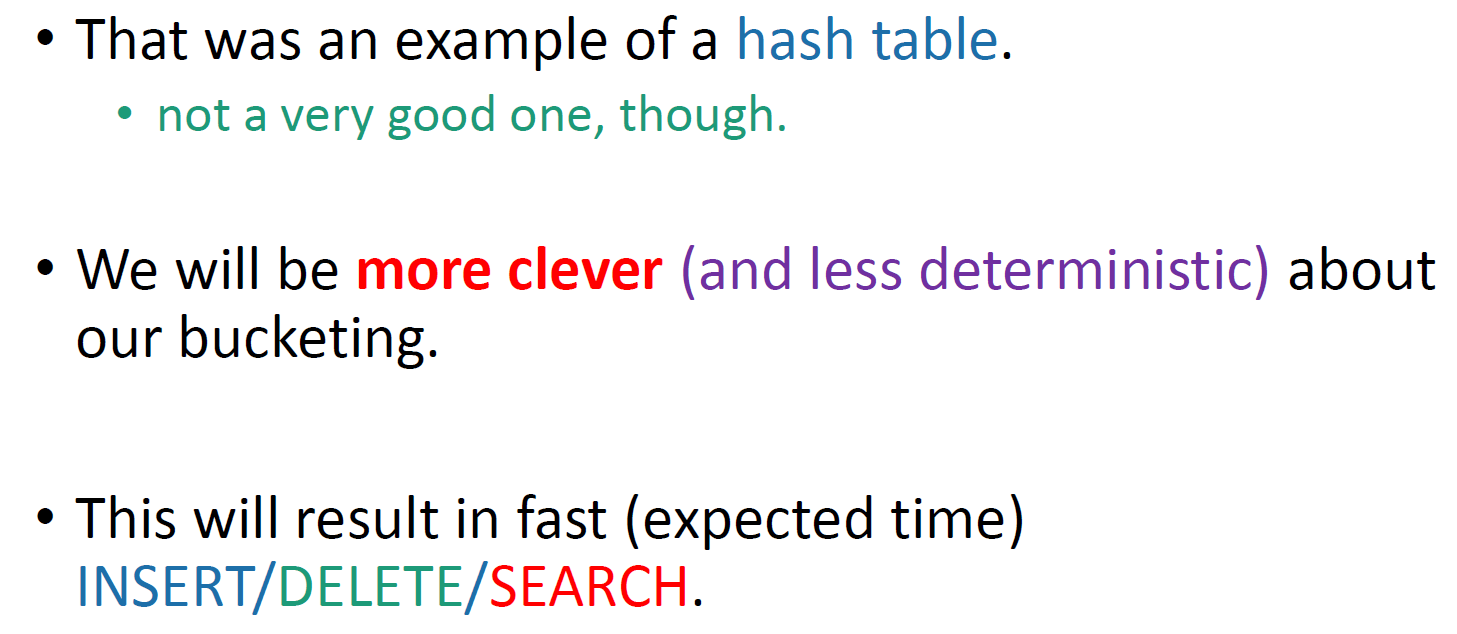 • That was an example of a hash table.
• not a very good one, though.
• We will be more clever (and less deterministic) about
our bucketing.
• This will result in fast (expected time)
INSERT/DELETE/SEARCH.